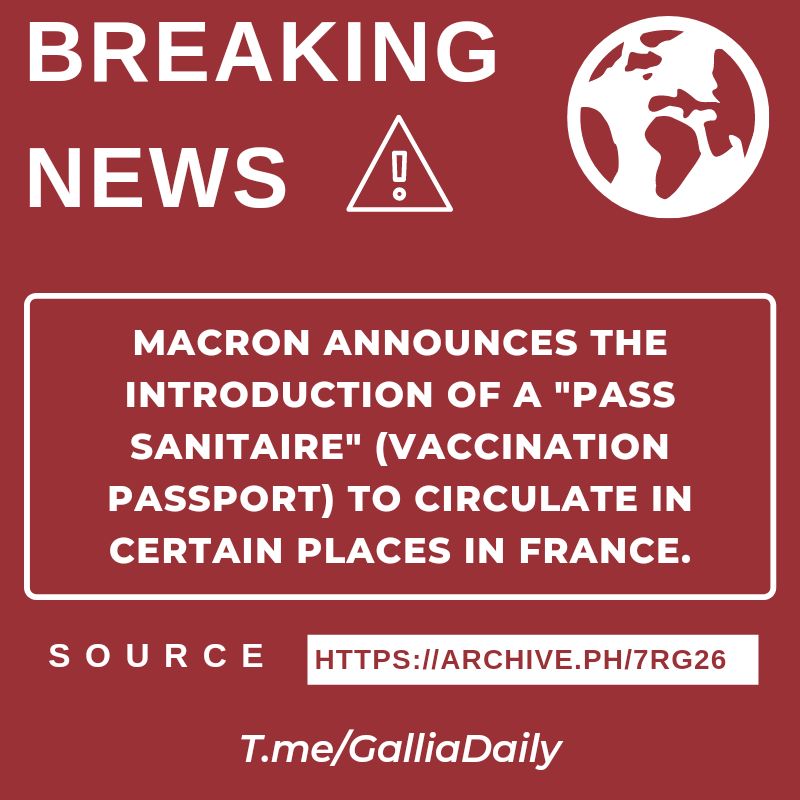 BREAKING
NEWS
MACRON ANNOUNCES THE
INTRODUCTION OF A "PASS
SANITAIRE" (VACCINATION
PASSPORT) TO CIRCULATE IN
CERTAIN PLACES IN FRANCE.
SOURCE HTTPS://ARCHIVE.PH/7RG26
T.me/GalliaDaily